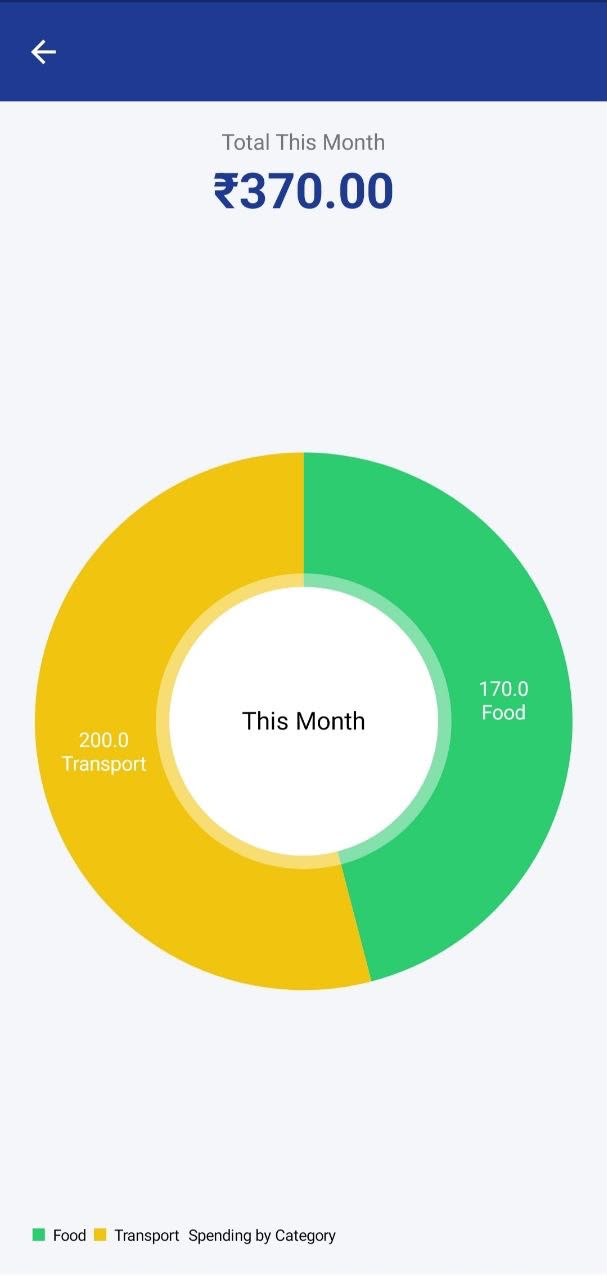 Total This Month
₹370.00
170.0
Food
This Month
200.0
Transport
Food Transport Spending by Category